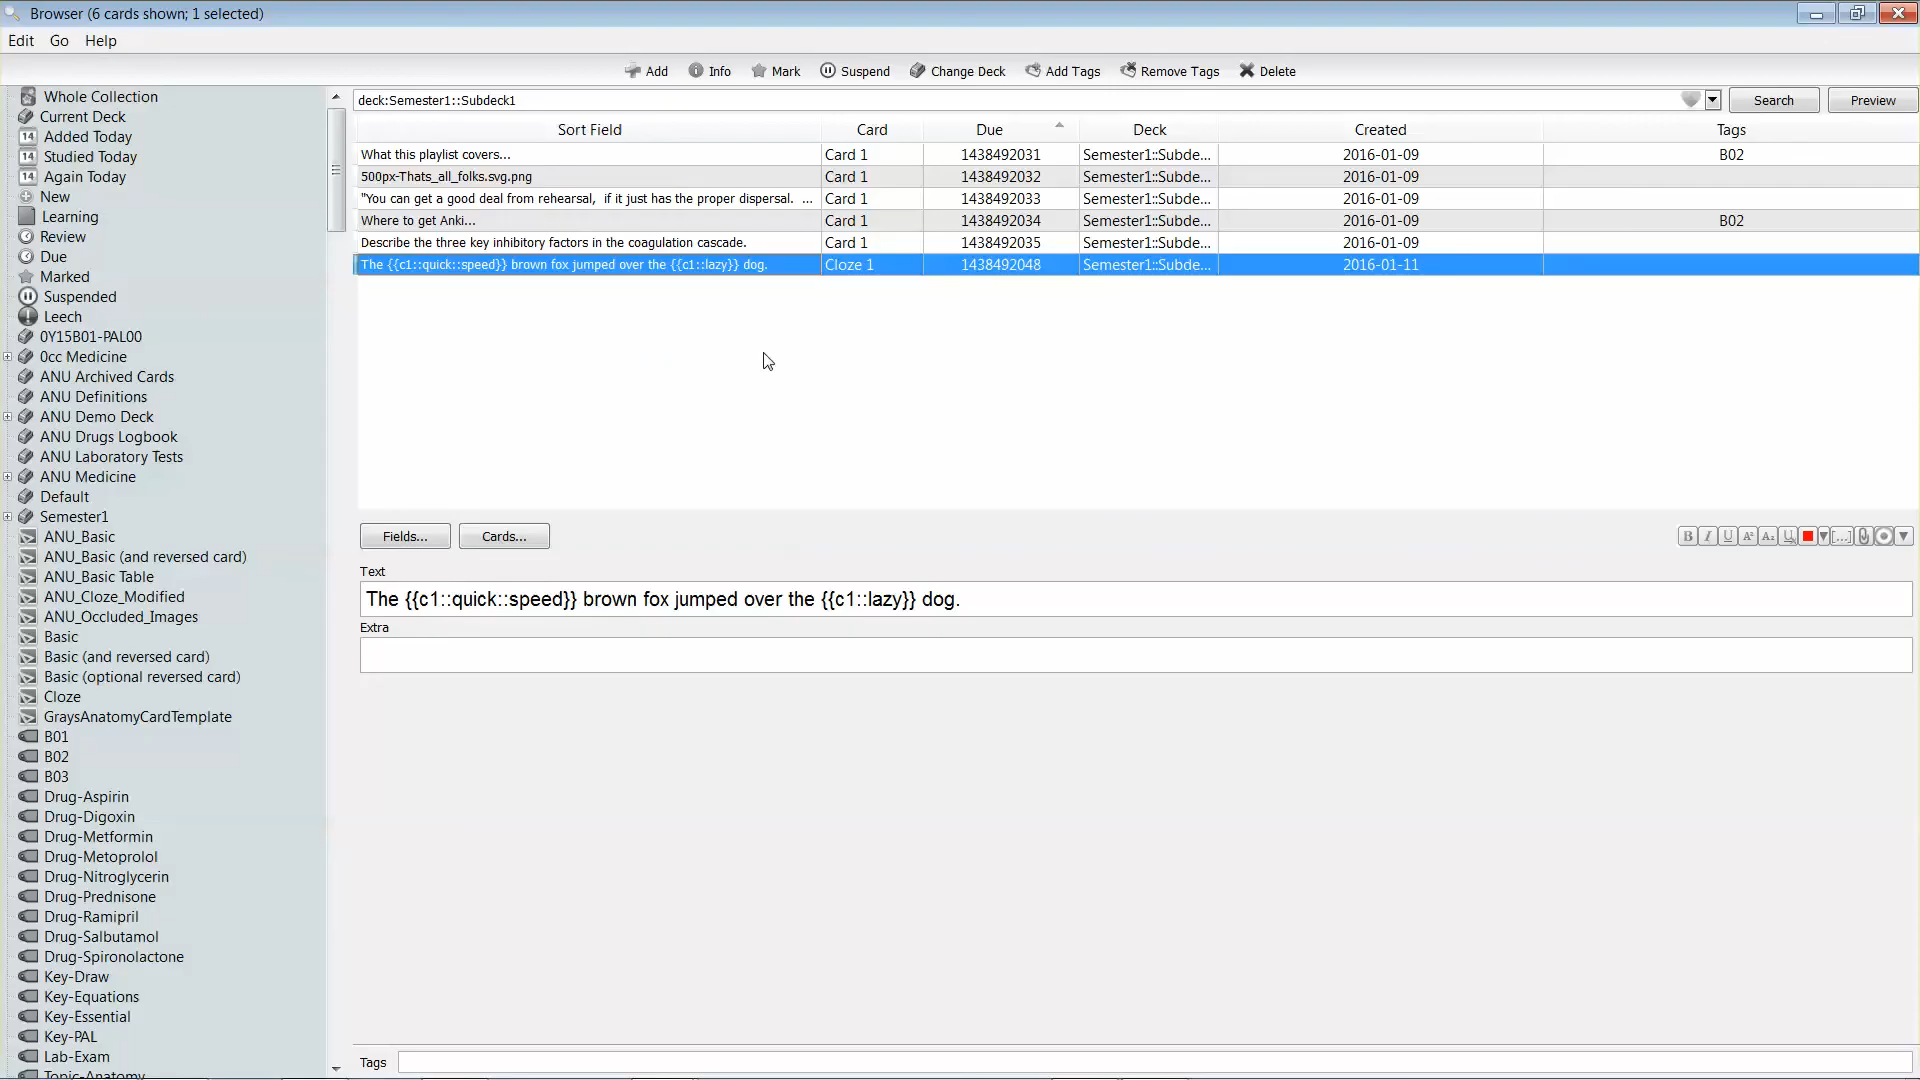 Browser (6 cards shown; 1 selected)
Edit Go Help
Add Info Mark Suspend Change Deck Add Tags Remove Tags Delete
Whole Collection
Current Deck
14 Added Today
14 Studied Today
14 Again Today
New
Learning
Review
Due
Marked
Suspended
Leech
0Y15B01-PAL00
0cc Medicine
ANU Archived Cards
ANU Definitions
ANU Demo Deck
ANU Drugs Logbook
ANU Laboratory Tests
ANU Medicine
Default
Semester1
ANU_Basic
ANU_Basic (and reversed card)
ANU_Basic Table
ANU_Cloze_Modified
ANU_Occluded_Images
Basic
Basic (and reversed card)
Basic (optional reversed card)
Cloze
GraysAnatomyCardTemplate
B01
B02
B03
Drug-Aspirin
Drug-Digoxin
Drug-Metformin
Drug-Metoprolol
Drug-Nitroglycerin
Drug-Prednisone
Drug-Ramipril
Drug-Salbutamol
Drug-Spironolactone
Key-Draw
Key-Equations
Key-Essential
Key-PAL
Lab-Exam
Topic-Anatomy
deck:Semester1::Subdeck1 Search Preview
Sort Field Card Due Deck Created Tags
What this playlist covers... Card 1 1438492031 Semester1::Subde... 2016-01-09 B02
500px-Thats_all_folks.svg.png Card 1 1438492032 Semester1::Subde... 2016-01-09
"You can get a good deal from rehearsal, if it just has the proper dispersal. ... Card 1 1438492033 Semester1::Subde... 2016-01-09
Where to get Anki... Card 1 1438492034 Semester1::Subde... 2016-01-09 B02
Describe the three key inhibitory factors in the coagulation cascade. Card 1 1438492035 Semester1::Subde... 2016-01-09
The {{c1::quick::speed}} brown fox jumped over the {{c1::lazy}} dog. Cloze 1 1438492048 Semester1::Subde... 2016-01-11
Fields... Cards... B I U A² A₂ U [...]
Text
The {{c1::quick::speed}} brown fox jumped over the {{c1::lazy}} dog.
Extra
Tags